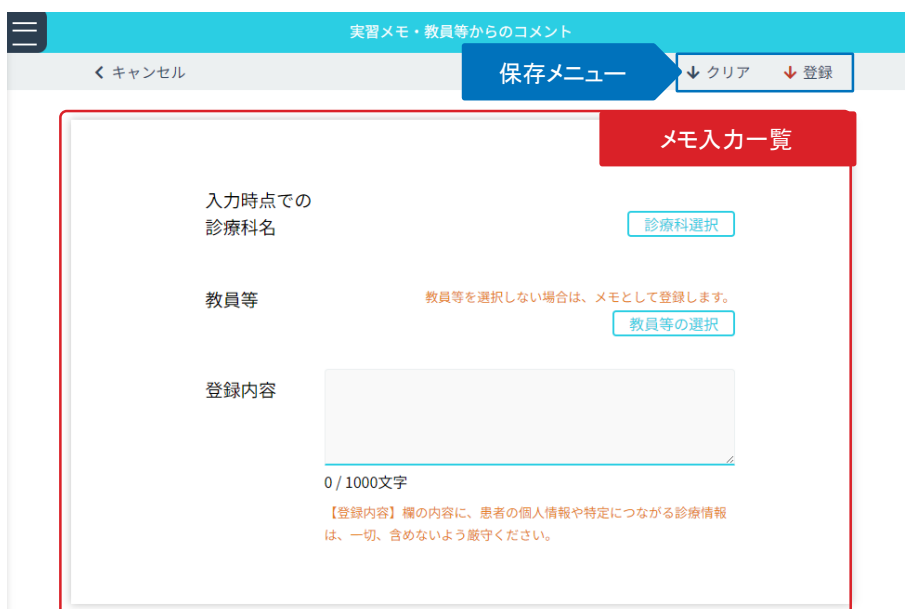 実習メモ・教員等からのコメント
キャンセル
保存メニュー
クリア
登録
メモ入力一覧
入力時点での
診療科名
診療科選択
教員等
教員等を選択しない場合は、メモとして登録します。
教員等の選択
登録内容
0 / 1000文字
【登録内容】欄の内容に、患者の個人情報や特定につながる診療情報
は、一切、含めないよう厳守ください。